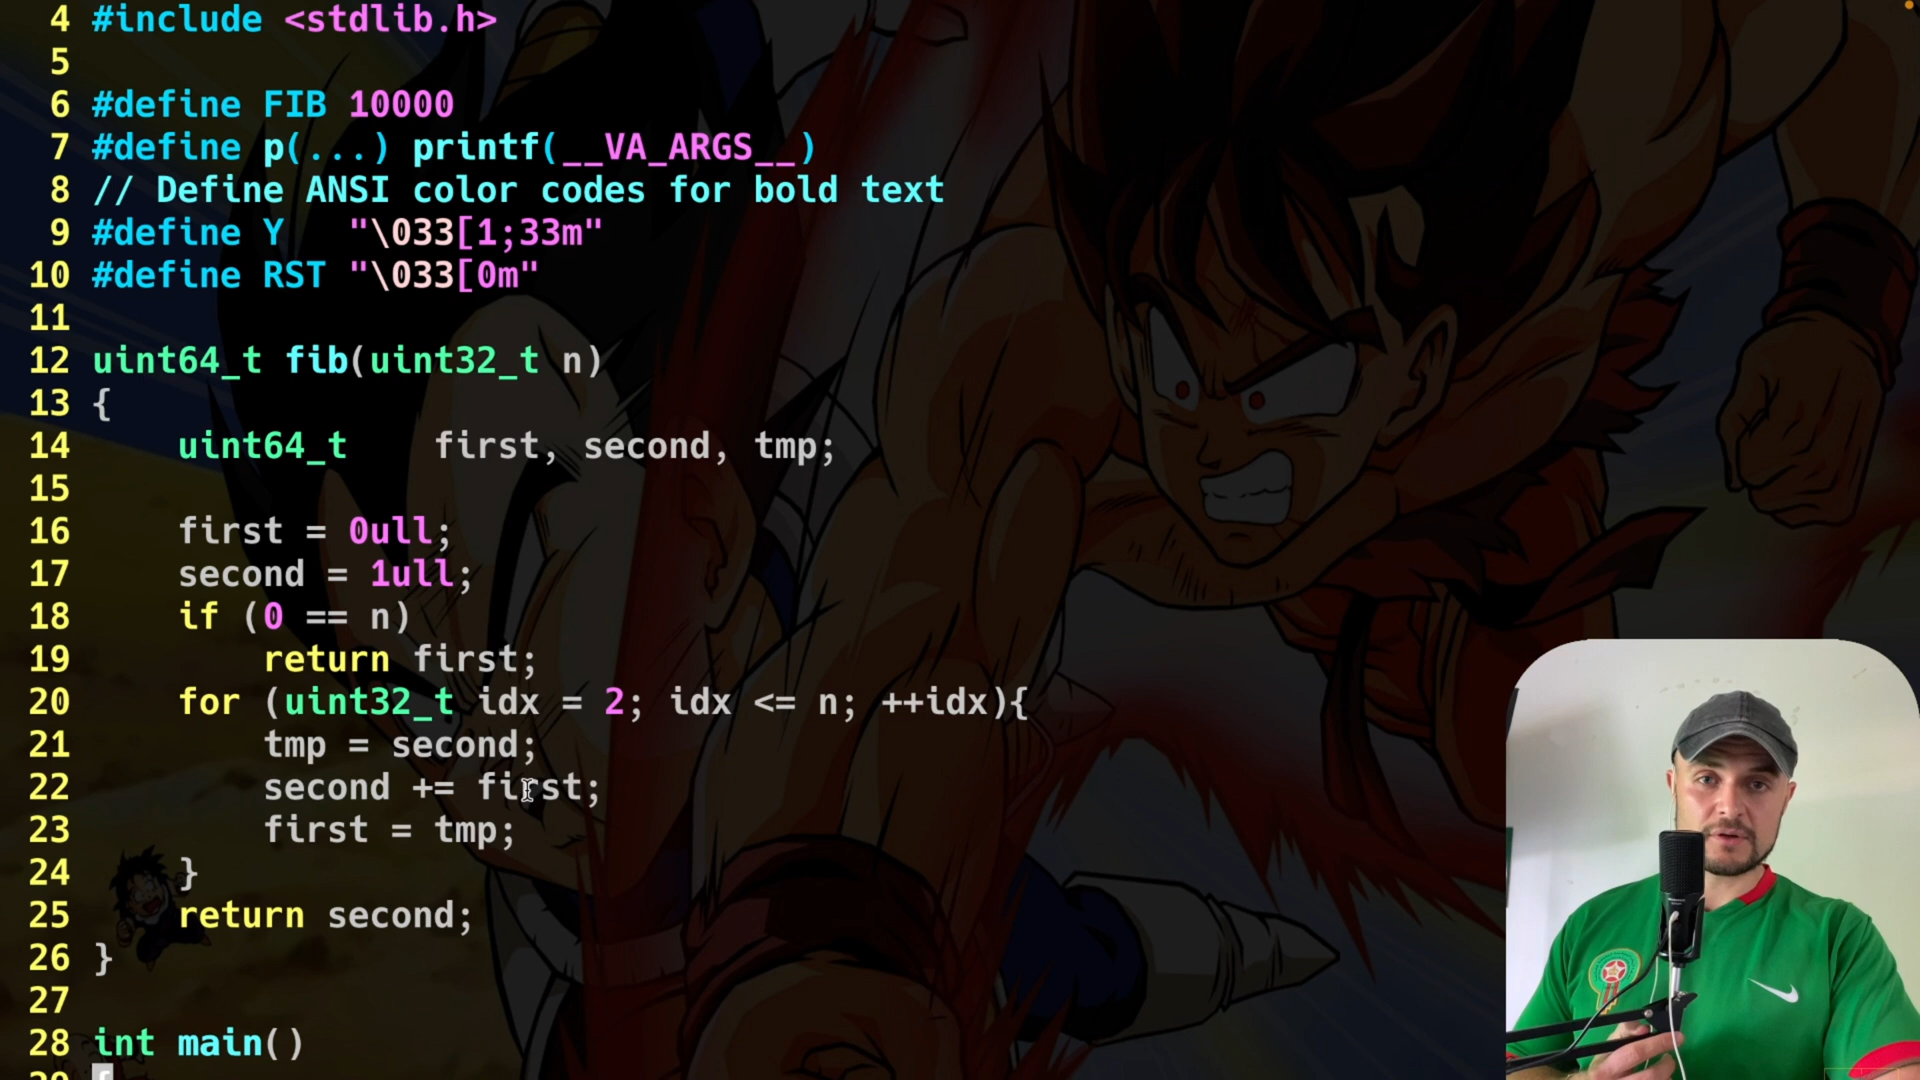 4 #include <stdlib.h>
5
6 #define FIB 10000
7 #define p(...) printf(__VA_ARGS__)
8 // Define ANSI color codes for bold text
9 #define Y   "\033[1;33m"
10 #define RST "\033[0m"
11
12 uint64_t fib(uint32_t n)
13 {
14     uint64_t    first, second, tmp;
15
16     first = 0ull;
17     second = 1ull;
18     if (0 == n)
19         return first;
20     for (uint32_t idx = 2; idx <= n; ++idx){
21         tmp = second;
22         second += first;
23         first = tmp;
24     }
25     return second;
26 }
27
28 int main()